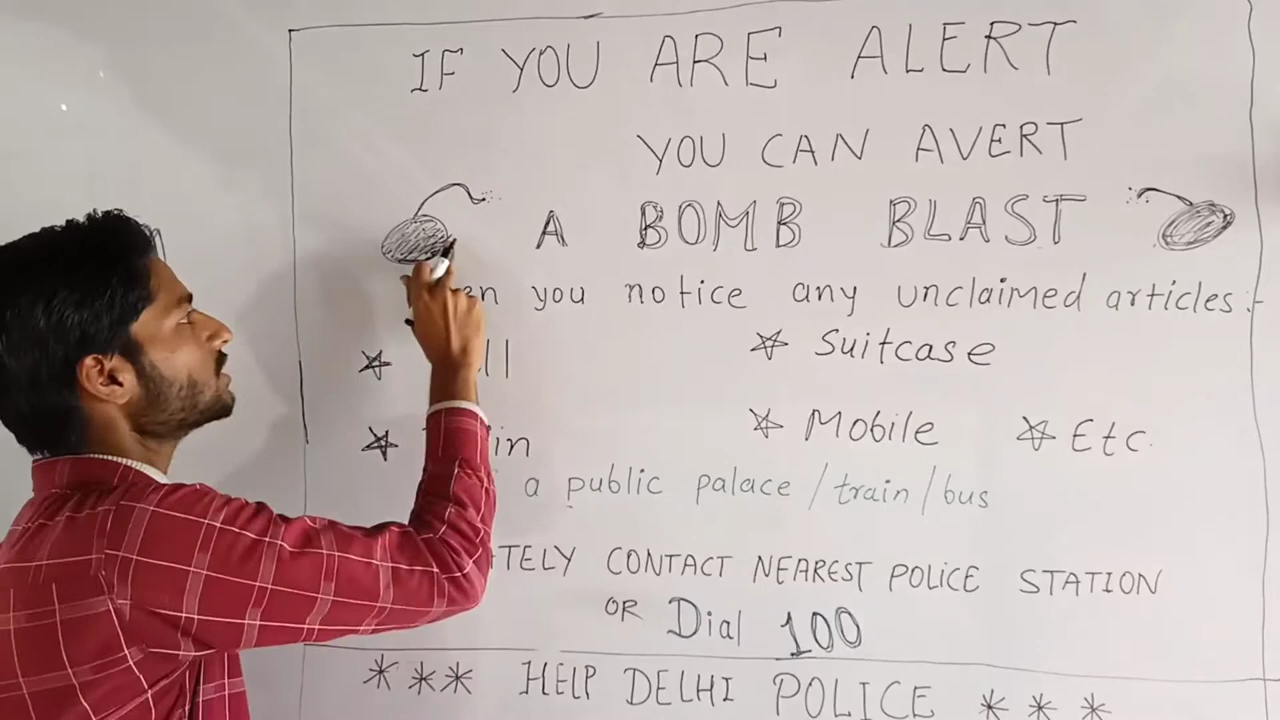 IF YOU ARE ALERT
YOU CAN AVERT
A BOMB BLAST
you notice any unclaimed articles:-
Suitcase
Mobile Etc.
a public palace / train / bus
CONTACT NEAREST POLICE STATION
OR Dial 100
*** HELP DELHI POLICE ***